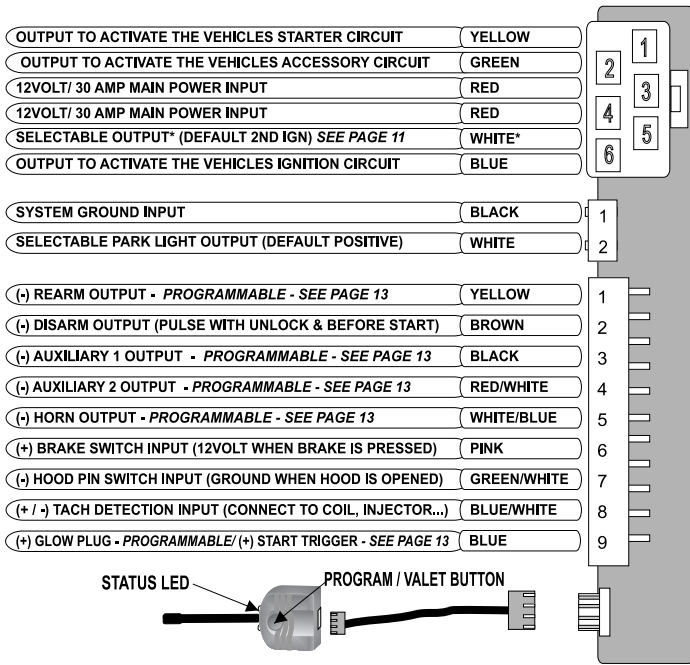 OUTPUT TO ACTIVATE THE VEHICLES STARTER CIRCUIT YELLOW
OUTPUT TO ACTIVATE THE VEHICLES ACCESSORY CIRCUIT GREEN
12VOLT/ 30 AMP MAIN POWER INPUT RED
12VOLT/ 30 AMP MAIN POWER INPUT RED
SELECTABLE OUTPUT* (DEFAULT 2ND IGN) SEE PAGE 11 WHITE*
OUTPUT TO ACTIVATE THE VEHICLES IGNITION CIRCUIT BLUE
1
2
3
4
5
6
SYSTEM GROUND INPUT BLACK 1
SELECTABLE PARK LIGHT OUTPUT (DEFAULT POSITIVE) WHITE 2
(-) REARM OUTPUT - PROGRAMMABLE - SEE PAGE 13 YELLOW 1
(-) DISARM OUTPUT (PULSE WITH UNLOCK & BEFORE START) BROWN 2
(-) AUXILIARY 1 OUTPUT - PROGRAMMABLE - SEE PAGE 13 BLACK 3
(-) AUXILIARY 2 OUTPUT - PROGRAMMABLE - SEE PAGE 13 RED/WHITE 4
(-) HORN OUTPUT - PROGRAMMABLE - SEE PAGE 13 WHITE/BLUE 5
(+) BRAKE SWITCH INPUT (12VOLT WHEN BRAKE IS PRESSED) PINK 6
(-) HOOD PIN SWITCH INPUT (GROUND WHEN HOOD IS OPENED) GREEN/WHITE 7
(+ / -) TACH DETECTION INPUT (CONNECT TO COIL, INJECTOR...) BLUE/WHITE 8
(+) GLOW PLUG - PROGRAMMABLE/ (+) START TRIGGER - SEE PAGE 13 BLUE 9
STATUS LED PROGRAM / VALET BUTTON